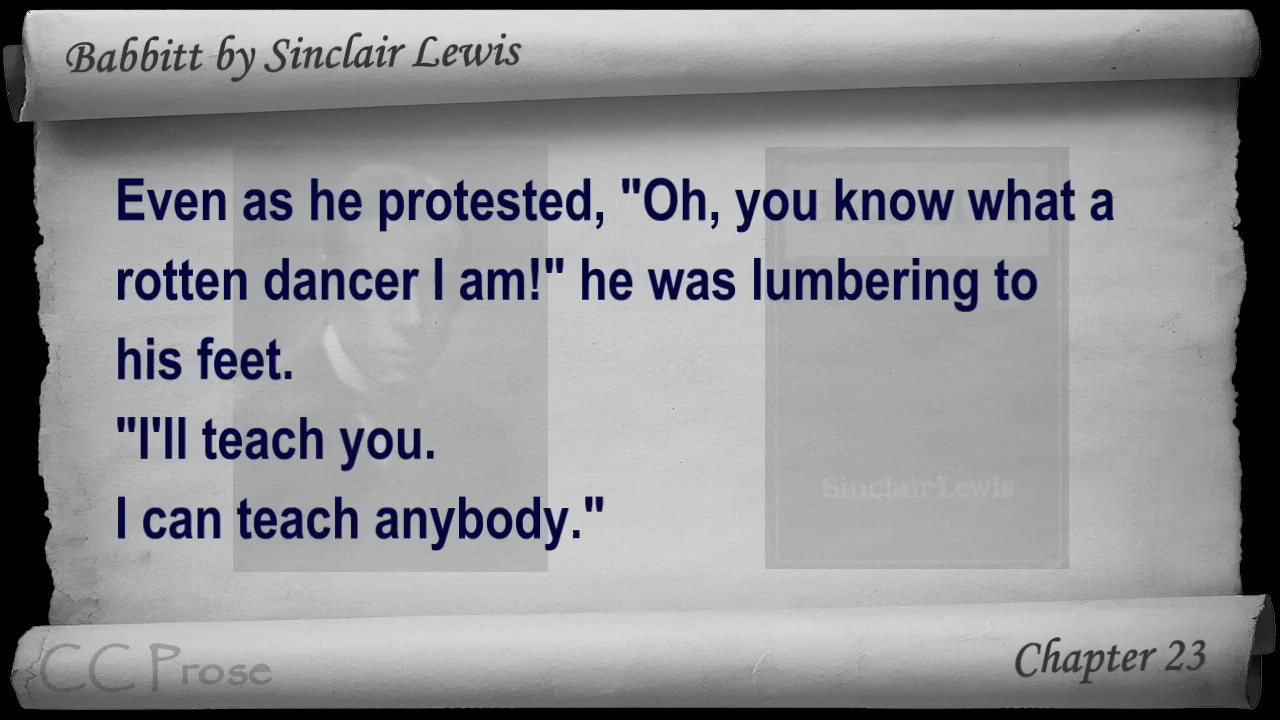 Babbitt by Sinclair Lewis
Even as he protested, "Oh, you know what a
rotten dancer I am!" he was lumbering to
his feet.
"I'll teach you.
I can teach anybody."
Sinclair Lewis
CC Prose
Chapter 23